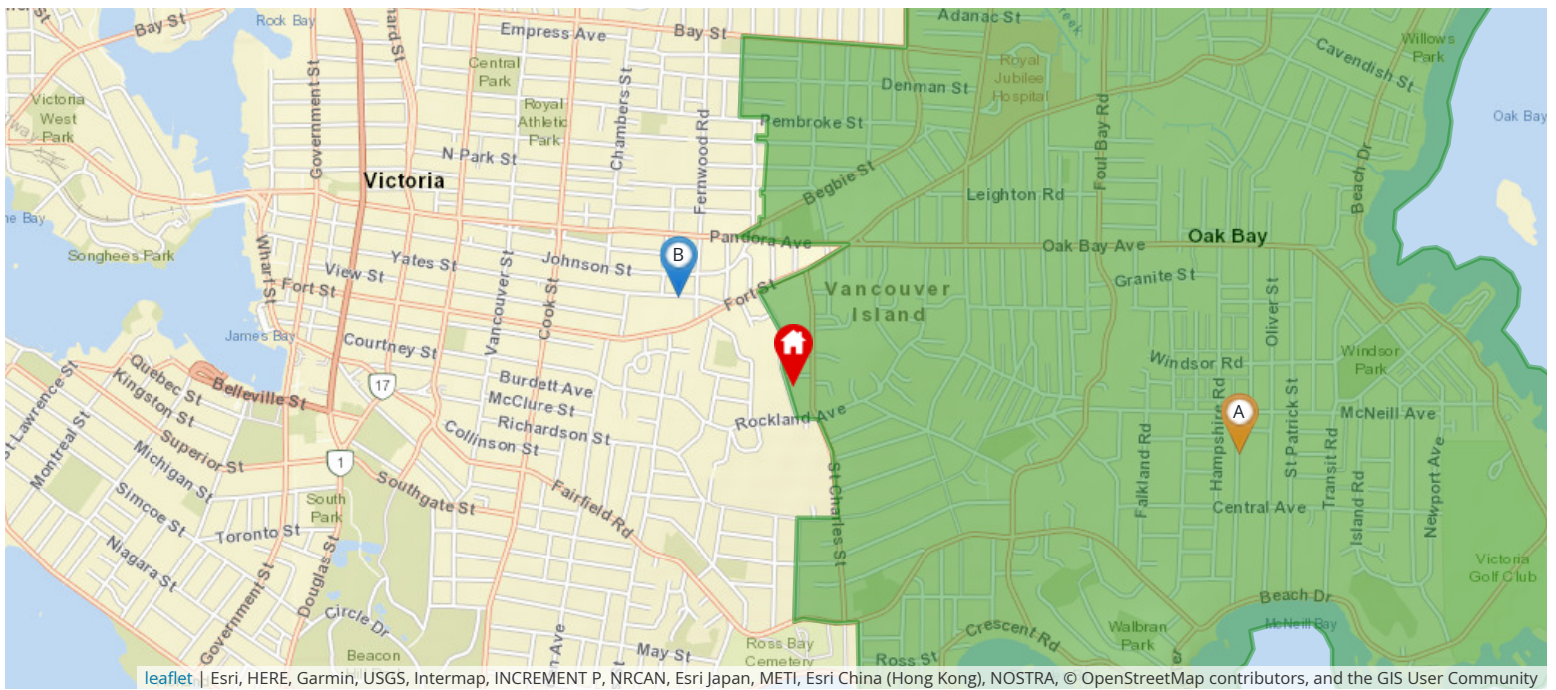 Bay St
Rock Bay
Empress Ave
Bay St
Adanac St
Creek
Willows
Park
Cavendish St
Central
Park
Royal
Jubilee
Hospital
Denman St
Victoria
West
Park
Government St
Royal
Athletic
Park
Chambers St
Fernwood Rd
Pembroke St
Foul Bay Rd
Oak Bay
Beach Dr
N Park St
Victoria
Begbie St
Leighton Rd
Songhees Park
Wharf St
Pandora Ave
Oak Bay Ave
Oak Bay
B
Johnson St
Yates St
View St
Fort St
Vancouver St
Cook St
Fort St
Vancouver
Island
Granite St
Oliver St
James Bay
Courtney St
Windsor Rd
Windsor
Park
Quebec St
Kingston St
Belleville St
17
Burdett Ave
McClure St
Richardson St
Collinson St
Rockland Ave
A
McNeill Ave
St Lawrence St
Montreal St
Superior St
Michigan St
Simcoe St
1
Southgate St
Fairfield Rd
St Charles St
Falkland Rd
Hampshire Rd
St Patrick St
Transit Rd
Island Rd
Newport Ave
Central Ave
South
Park
Toronto St
Niagara St
Government St
Douglas St
Circle Dr
Victoria
Golf Club
Beach Dr
McNeill Bay
Crescent Rd
Walbran
Park
Ross Bay
Cemetery
Ross St
May St
Beacon
leaflet | Esri, HERE, Garmin, USGS, Intermap, INCREMENT P, NRCAN, Esri Japan, METI, Esri China (Hong Kong), NOSTRA, © OpenStreetMap contributors, and the GIS User Community